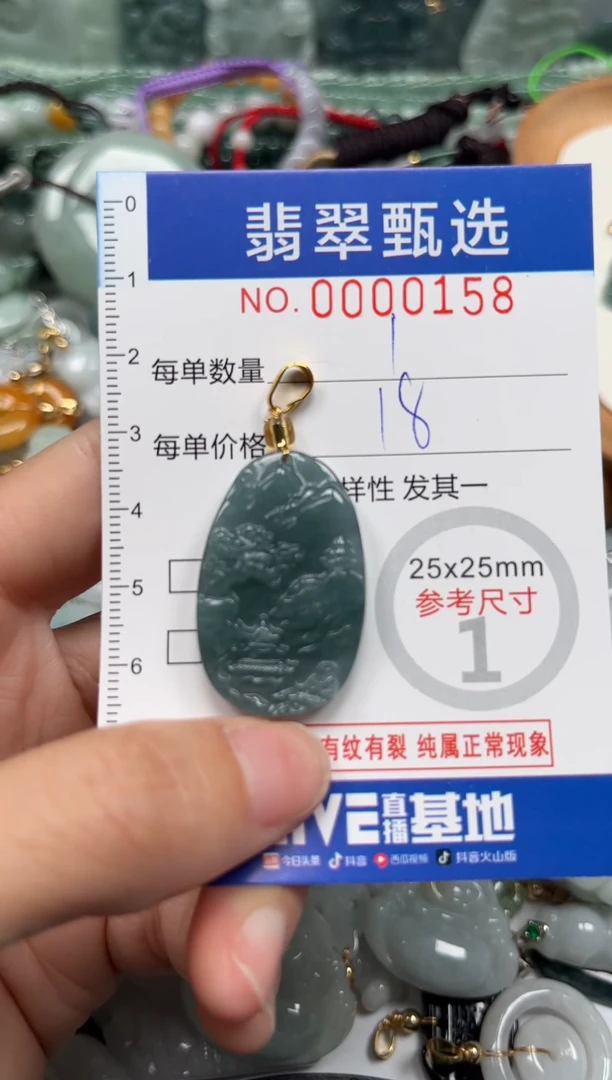 翡翠甄选
NO. 0000158
每单数量 1
每单价格 18
样性 发其一
25x25mm
参考尺寸
1
有纹有裂 纯属正常现象
IVE 直播 基地
今日头条 抖音 西瓜视频 抖音火山版
0
1
2
3
4
5
6